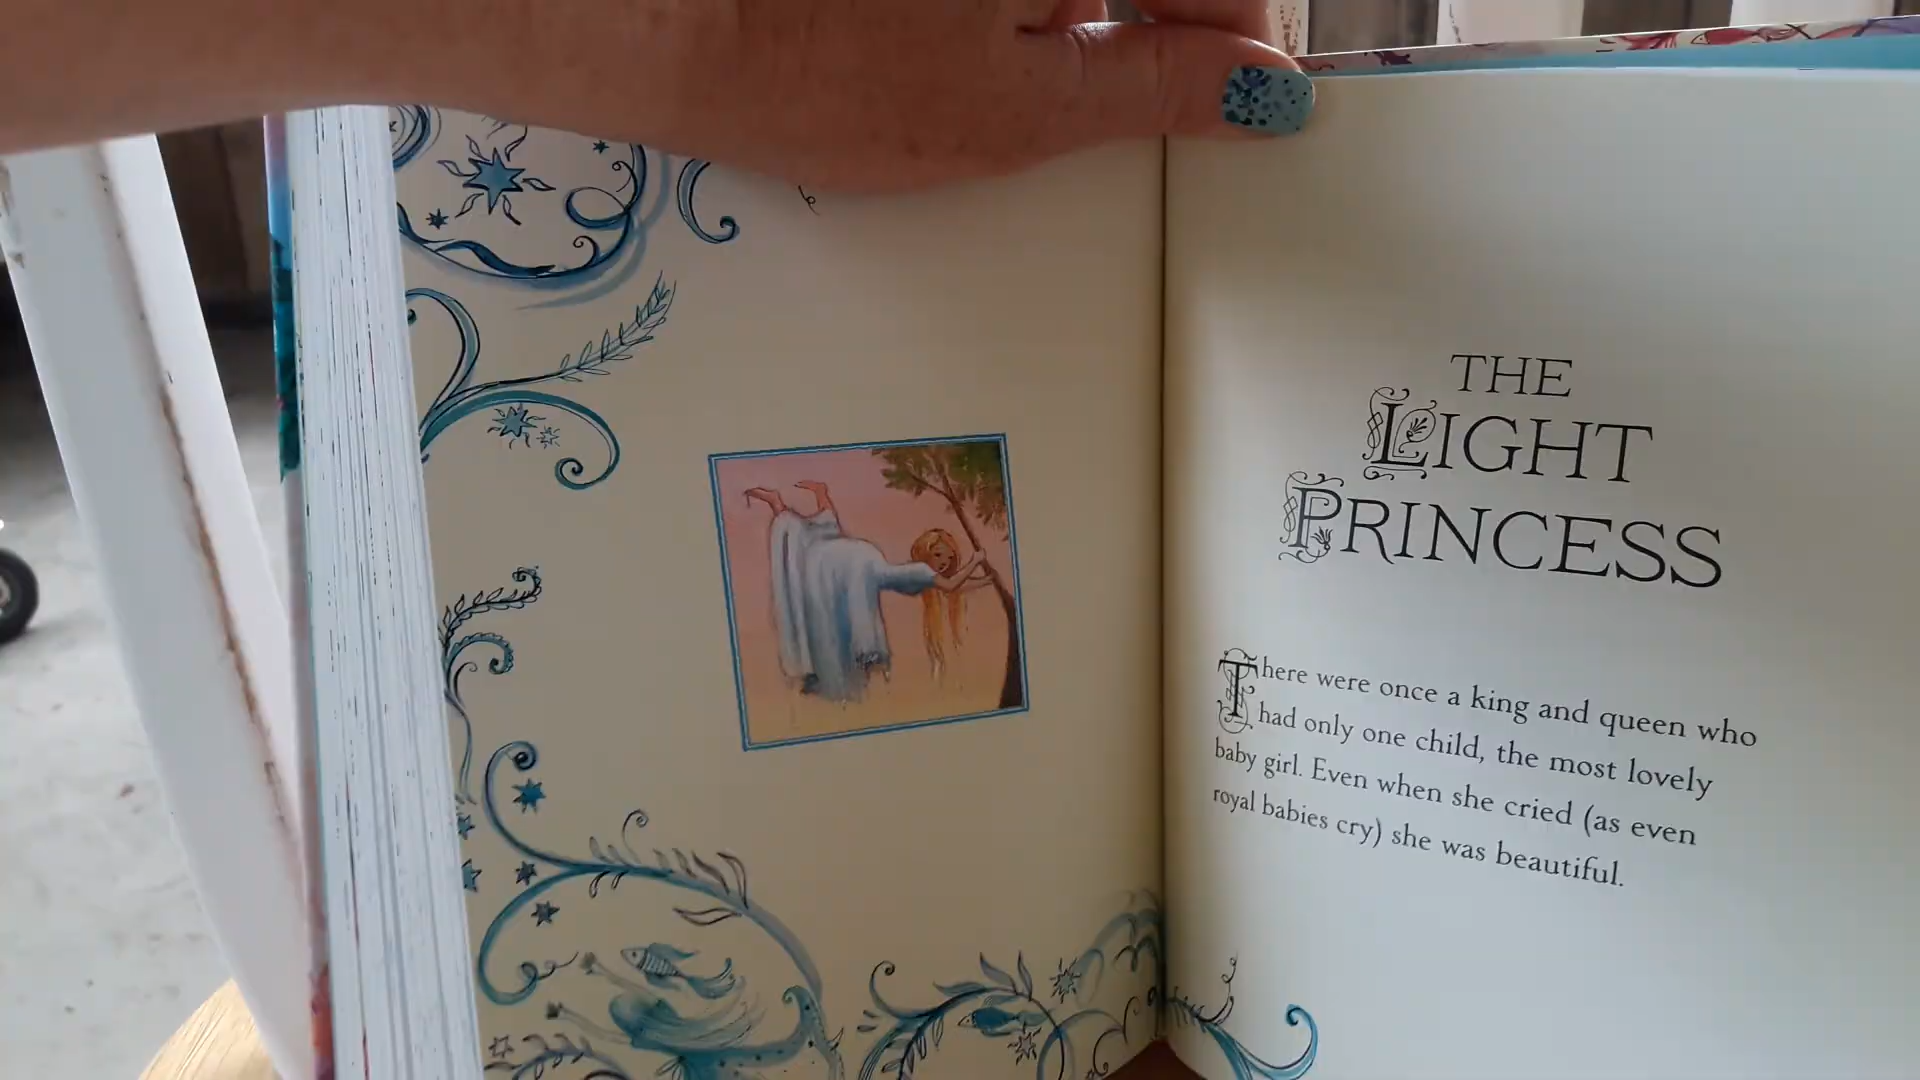 THE
LIGHT
PRINCESS
There were once a king and queen who
had only one child, the most lovely
baby girl. Even when she cried (as even
royal babies cry) she was beautiful.